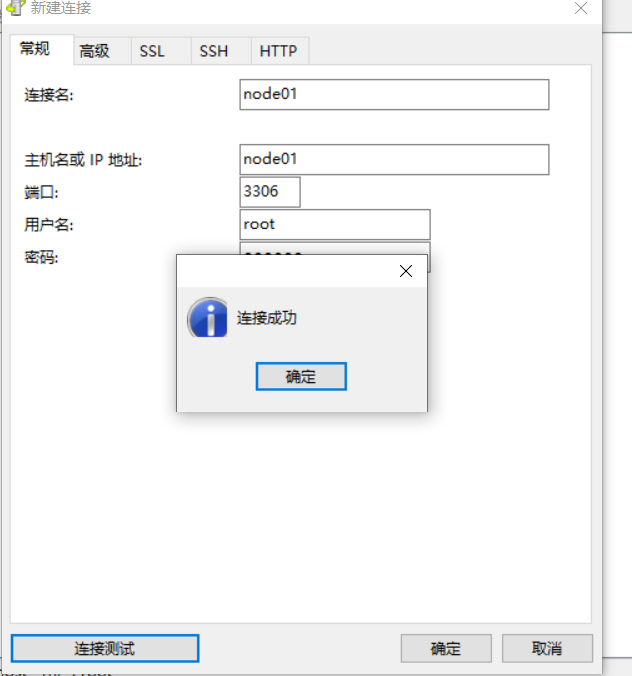 新建连接
常规 高级 SSL SSH HTTP
连接名: node01
主机名或 IP 地址: node01
端口: 3306
用户名: root
密码:
连接成功
确定
连接测试 确定 取消